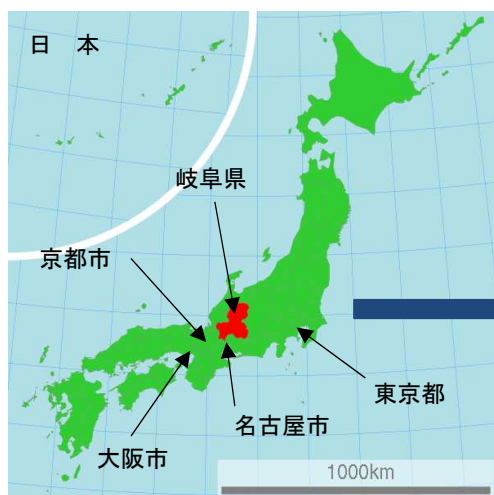 日 本
岐阜県
京都市
東京都
名古屋市
大阪市
1000km